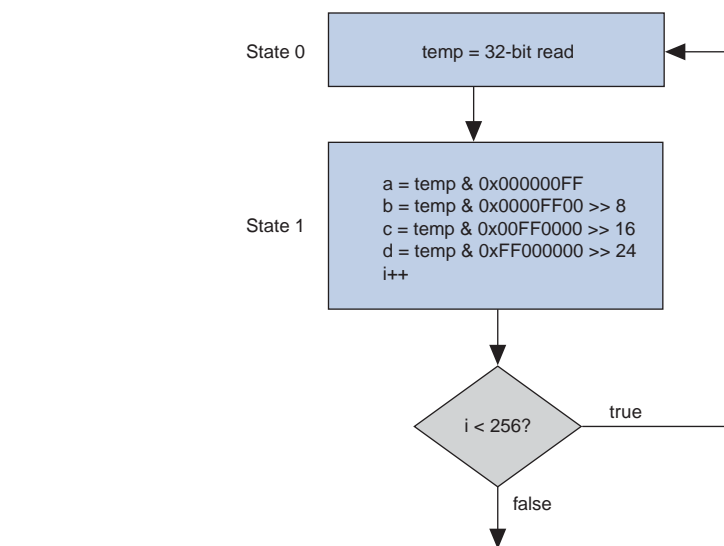 State 0
temp = 32-bit read
State 1
a = temp & 0x000000FF
b = temp & 0x0000FF00 >> 8
c = temp & 0x00FF0000 >> 16
d = temp & 0xFF000000 >> 24
i++
i < 256?
true
false